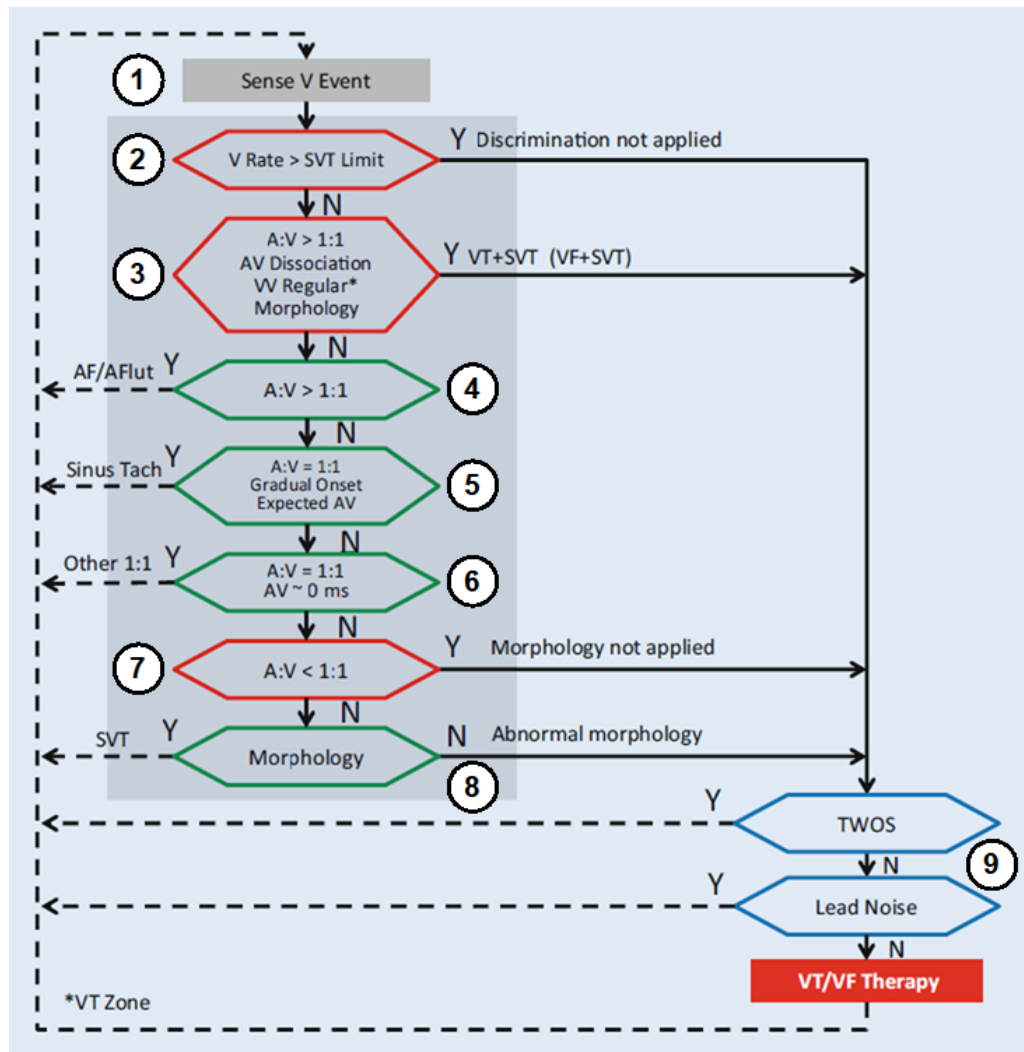 1
Sense V Event
2
V Rate > SVT Limit
Y Discrimination not applied
N
3
A:V > 1:1
AV Dissociation
VV Regular*
Morphology
Y VT+SVT (VF+SVT)
N
AF/AFlut Y
A:V > 1:1
4
N
Sinus Tach Y
A:V = 1:1
Gradual Onset
Expected AV
5
N
Other 1:1 Y
A:V = 1:1
AV ~ 0 ms
6
N
7
A:V < 1:1
Y Morphology not applied
N
SVT Y
Morphology
N Abnormal morphology
8
Y
TWOS
N
9
Y
Lead Noise
N
VT/VF Therapy
*VT Zone